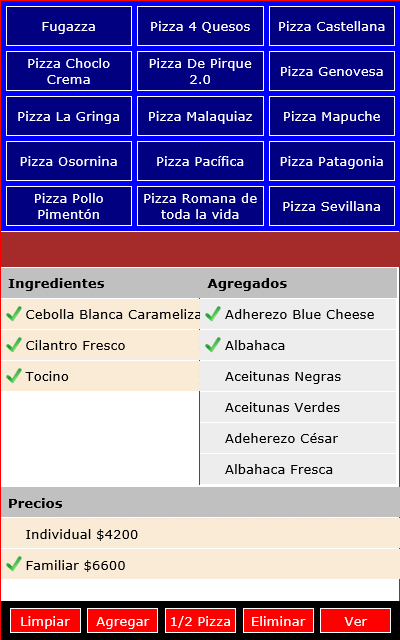 Fugazza
Pizza 4 Quesos
Pizza Castellana
Pizza Choclo
Crema
Pizza De Pirque
2.0
Pizza Genovesa
Pizza La Gringa
Pizza Malaquiaz
Pizza Mapuche
Pizza Osornina
Pizza Pacífica
Pizza Patagonia
Pizza Pollo
Pimentón
Pizza Romana de
toda la vida
Pizza Sevillana
Ingredientes
Cebolla Blanca Carameliza
Cilantro Fresco
Tocino
Agregados
Adherezo Blue Cheese
Albahaca
Aceitunas Negras
Aceitunas Verdes
Adeherezo César
Albahaca Fresca
Precios
Individual $4200
Familiar $6600
Limpiar
Agregar
1/2 Pizza
Eliminar
Ver